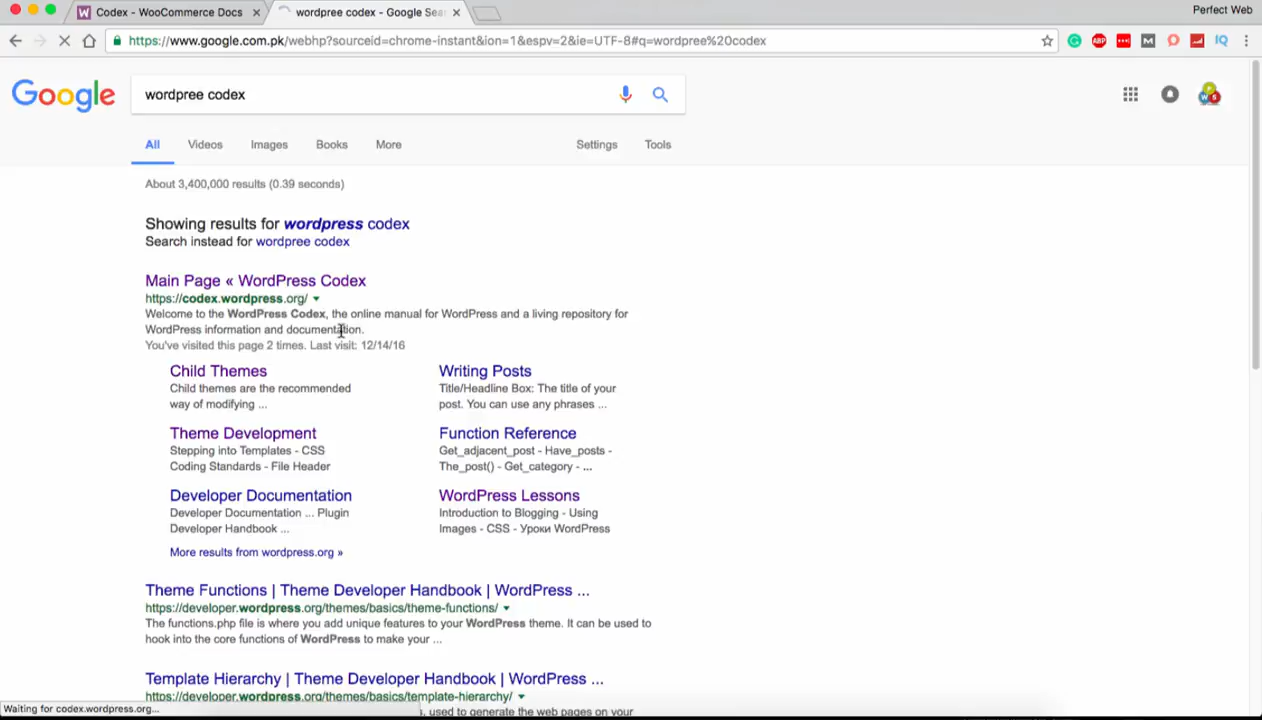 Codex - WooCommerce Docs
wordpree codex - Google Sea
Perfect Web
https://www.google.com.pk/webhp?sourceid=chrome-instant&ion=1&espv=2&ie=UTF-8#q=wordpree%20codex
ABP
M
IQ
Google
wordpree codex
All Videos Images Books More Settings Tools
About 3,400,000 results (0.39 seconds)
Showing results for wordpress codex
Search instead for wordpree codex
Main Page « WordPress Codex
https://codex.wordpress.org/
Welcome to the WordPress Codex, the online manual for WordPress and a living repository for
WordPress information and documentation.
You've visited this page 2 times. Last visit: 12/14/16
Child Themes
Child themes are the recommended
way of modifying ...
Writing Posts
Title/Headline Box: The title of your
post. You can use any phrases ...
Theme Development
Stepping into Templates - CSS
Coding Standards - File Header
Function Reference
Get_adjacent_post - Have_posts -
The_post() - Get_category - ...
Developer Documentation
Developer Documentation ... Plugin
Developer Handbook ...
WordPress Lessons
Introduction to Blogging - Using
Images - CSS - Уроки WordPress
More results from wordpress.org »
Theme Functions | Theme Developer Handbook | WordPress ...
https://developer.wordpress.org/themes/basics/theme-functions/
The functions.php file is where you add unique features to your WordPress theme. It can be used to
hook into the core functions of WordPress to make your ...
Template Hierarchy | Theme Developer Handbook | WordPress ...
https://developer.wordpress.org/themes/basics/template-hierarchy/
used to generate the web pages on your
Waiting for codex.wordpress.org...